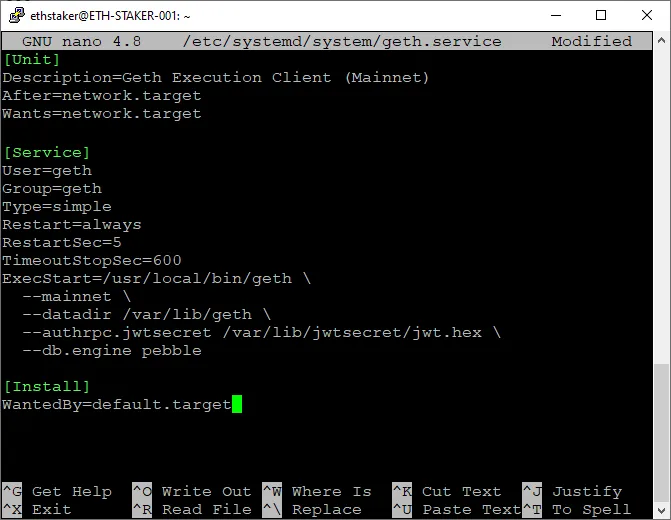 ethstaker@ETH-STAKER-001: ~
GNU nano 4.8 /etc/systemd/system/geth.service Modified
[Unit]
Description=Geth Execution Client (Mainnet)
After=network.target
Wants=network.target
[Service]
User=geth
Group=geth
Type=simple
Restart=always
RestartSec=5
TimeoutStopSec=600
ExecStart=/usr/local/bin/geth \
--mainnet \
--datadir /var/lib/geth \
--authrpc.jwtsecret /var/lib/jwtsecret/jwt.hex \
--db.engine pebble
[Install]
WantedBy=default.target
^G Get Help ^O Write Out ^W Where Is ^K Cut Text ^J Justify
^X Exit ^R Read File ^\ Replace ^U Paste Text ^T To Spell